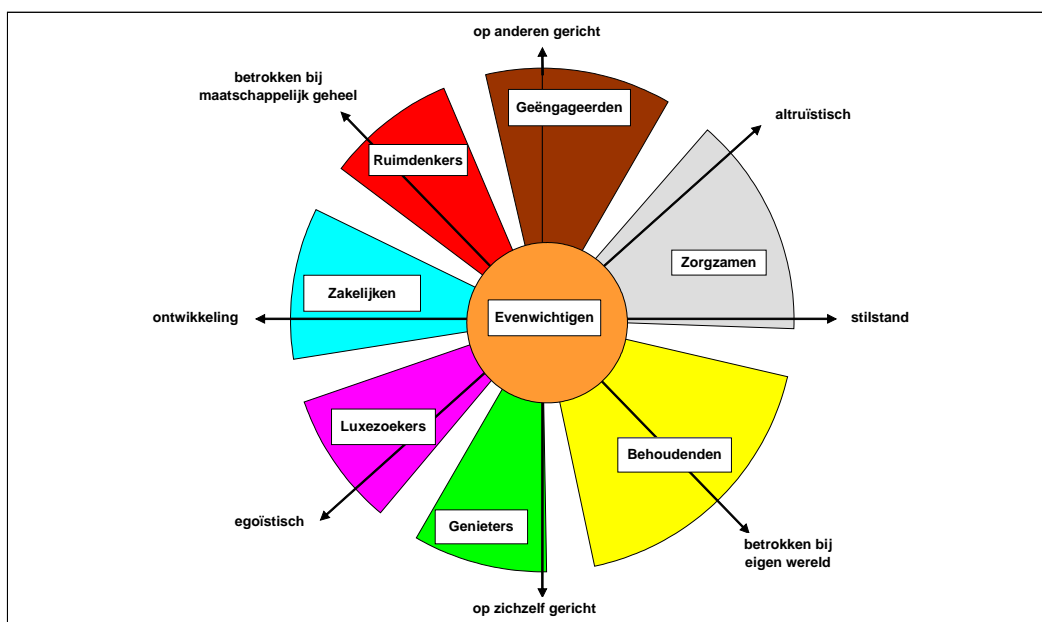 op anderen gericht
betrokken bij
maatschappelijk geheel
Geëngageerden
altruïstisch
Ruimdenkers
Zorgzamen
Zakelijken
Evenwichtigen
ontwikkeling
stilstand
Luxezoekers
Behoudenden
egoïstisch
Genieters
betrokken bij
eigen wereld
op zichzelf gericht